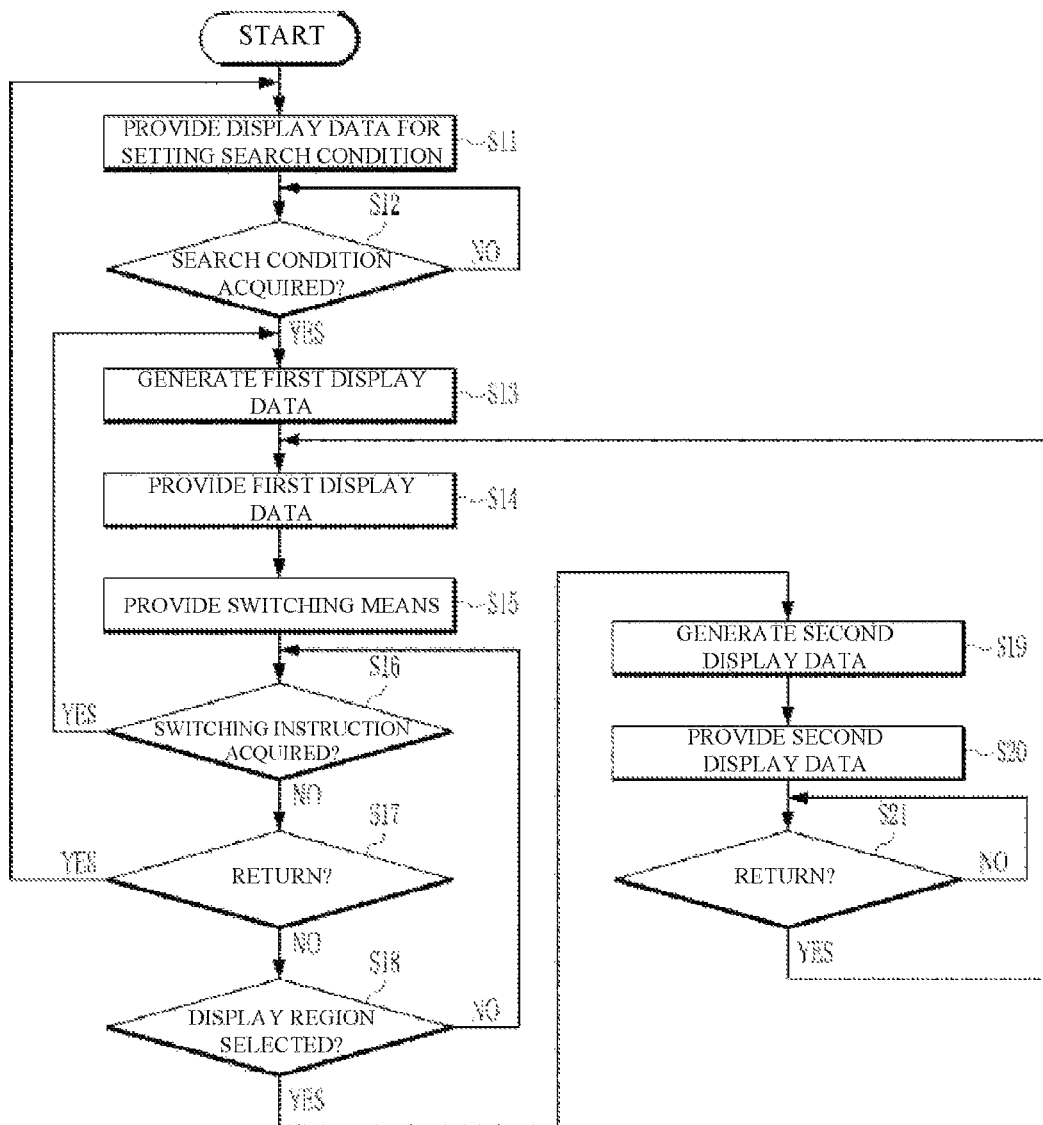 START
PROVIDE DISPLAY DATA FOR
SETTING SEARCH CONDITION
S11
S12
SEARCH CONDITION
ACQUIRED?
NO
YES
GENERATE FIRST DISPLAY
DATA
S13
PROVIDE FIRST DISPLAY
DATA
S14
PROVIDE SWITCHING MEANS
S15
S16
SWITCHING INSTRUCTION
ACQUIRED?
YES
NO
S17
RETURN?
YES
NO
S18
DISPLAY REGION
SELECTED?
NO
YES
GENERATE SECOND
DISPLAY DATA
S19
PROVIDE SECOND
DISPLAY DATA
S20
S21
RETURN?
NO
YES